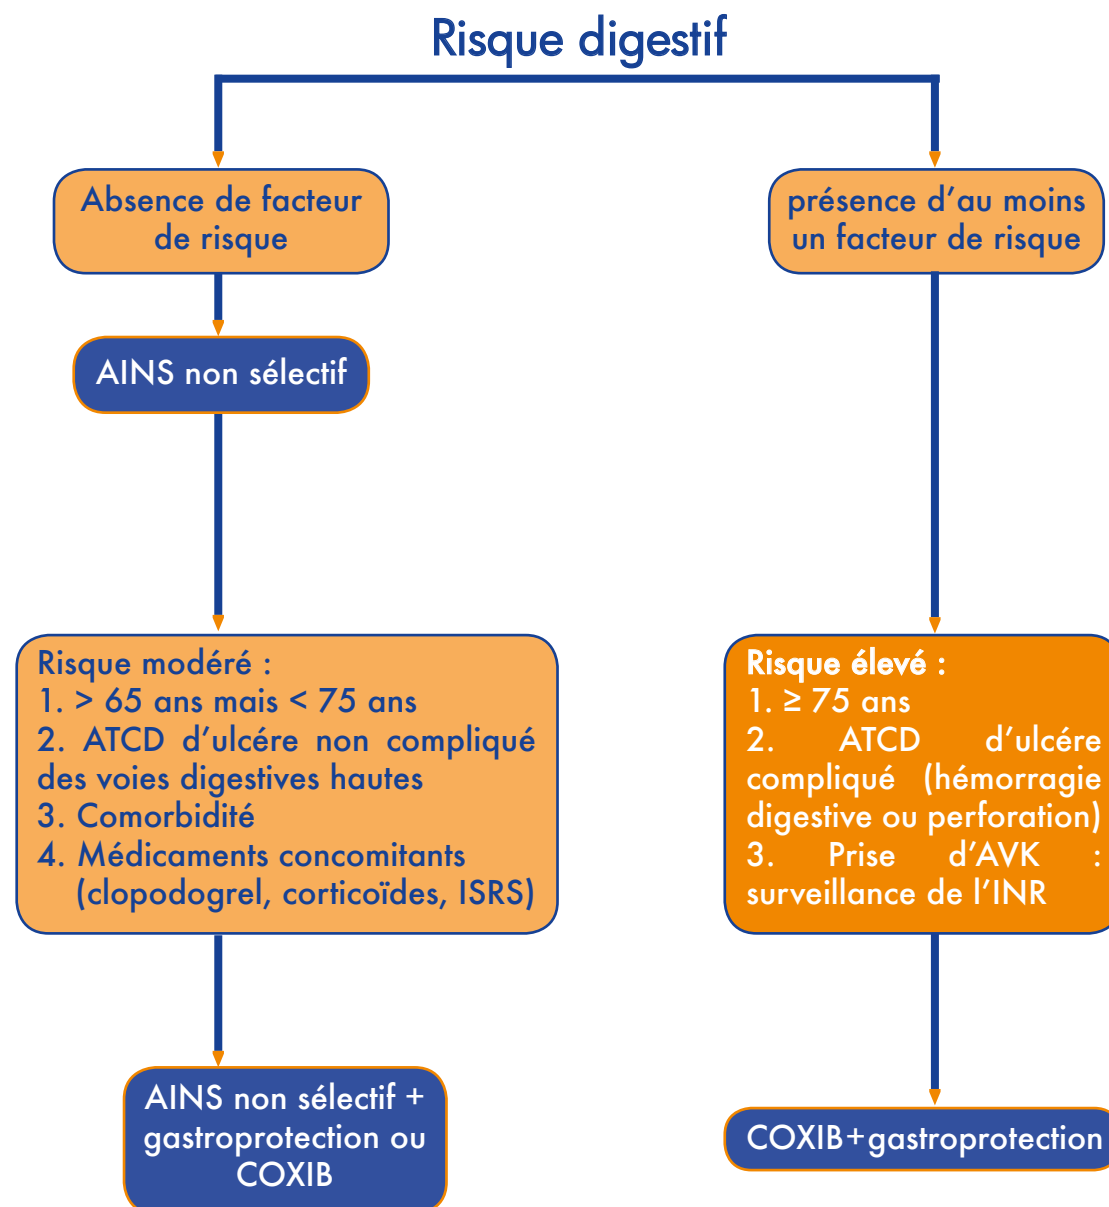 Risque digestif
Absence de facteur
de risque
présence d'au moins
un facteur de risque
AINS non sélectif
Risque modéré :
1. > 65 ans mais < 75 ans
2. ATCD d'ulcére non compliqué
des voies digestives hautes
3. Comorbidité
4. Médicaments concomitants
(clopodogrel, corticoïdes, ISRS)
Risque élevé :
1. ≥ 75 ans
2. ATCD d'ulcére
compliqué (hémorragie
digestive ou perforation)
3. Prise d'AVK :
surveillance de l'INR
AINS non sélectif +
gastroprotection ou
COXIB
COXIB+gastroprotection